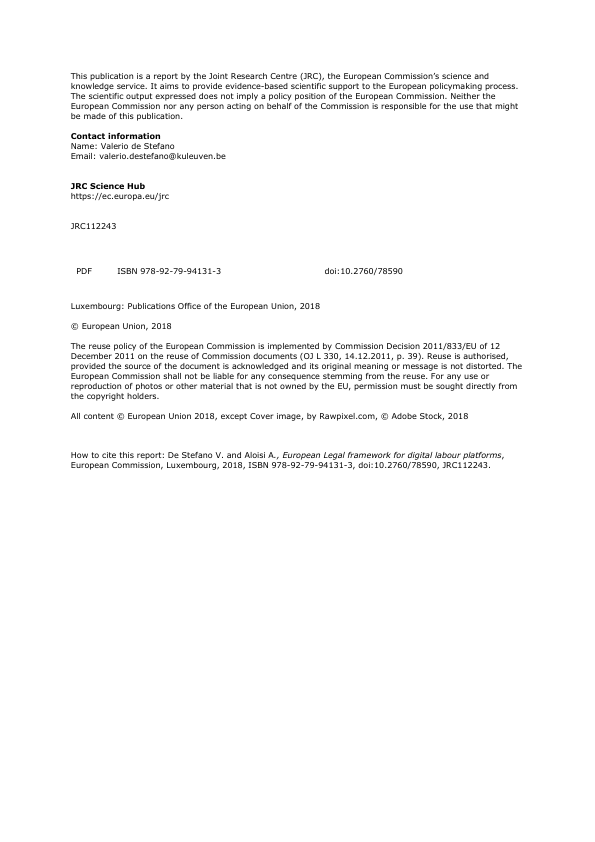 This publication is a report by the Joint Research Centre (JRC), the European Commission's science and
knowledge service. It aims to provide evidence-based scientific support to the European policymaking process.
The scientific output expressed does not imply a policy position of the European Commission. Neither the
European Commission nor any person acting on behalf of the Commission is responsible for the use that might
be made of this publication.
Contact information
Name: Valerio de Stefano
Email: valerio.destefano@kuleuven.be
JRC Science Hub
https://ec.europa.eu/jrc
JRC112243
PDF ISBN 978-92-79-94131-3 doi:10.2760/78590
Luxembourg: Publications Office of the European Union, 2018
© European Union, 2018
The reuse policy of the European Commission is implemented by Commission Decision 2011/833/EU of 12
December 2011 on the reuse of Commission documents (OJ L 330, 14.12.2011, p. 39). Reuse is authorised,
provided the source of the document is acknowledged and its original meaning or message is not distorted. The
European Commission shall not be liable for any consequence stemming from the reuse. For any use or
reproduction of photos or other material that is not owned by the EU, permission must be sought directly from
the copyright holders.
All content © European Union 2018, except Cover image, by Rawpixel.com, © Adobe Stock, 2018
How to cite this report: De Stefano V. and Aloisi A., European Legal framework for digital labour platforms,
European Commission, Luxembourg, 2018, ISBN 978-92-79-94131-3, doi:10.2760/78590, JRC112243.